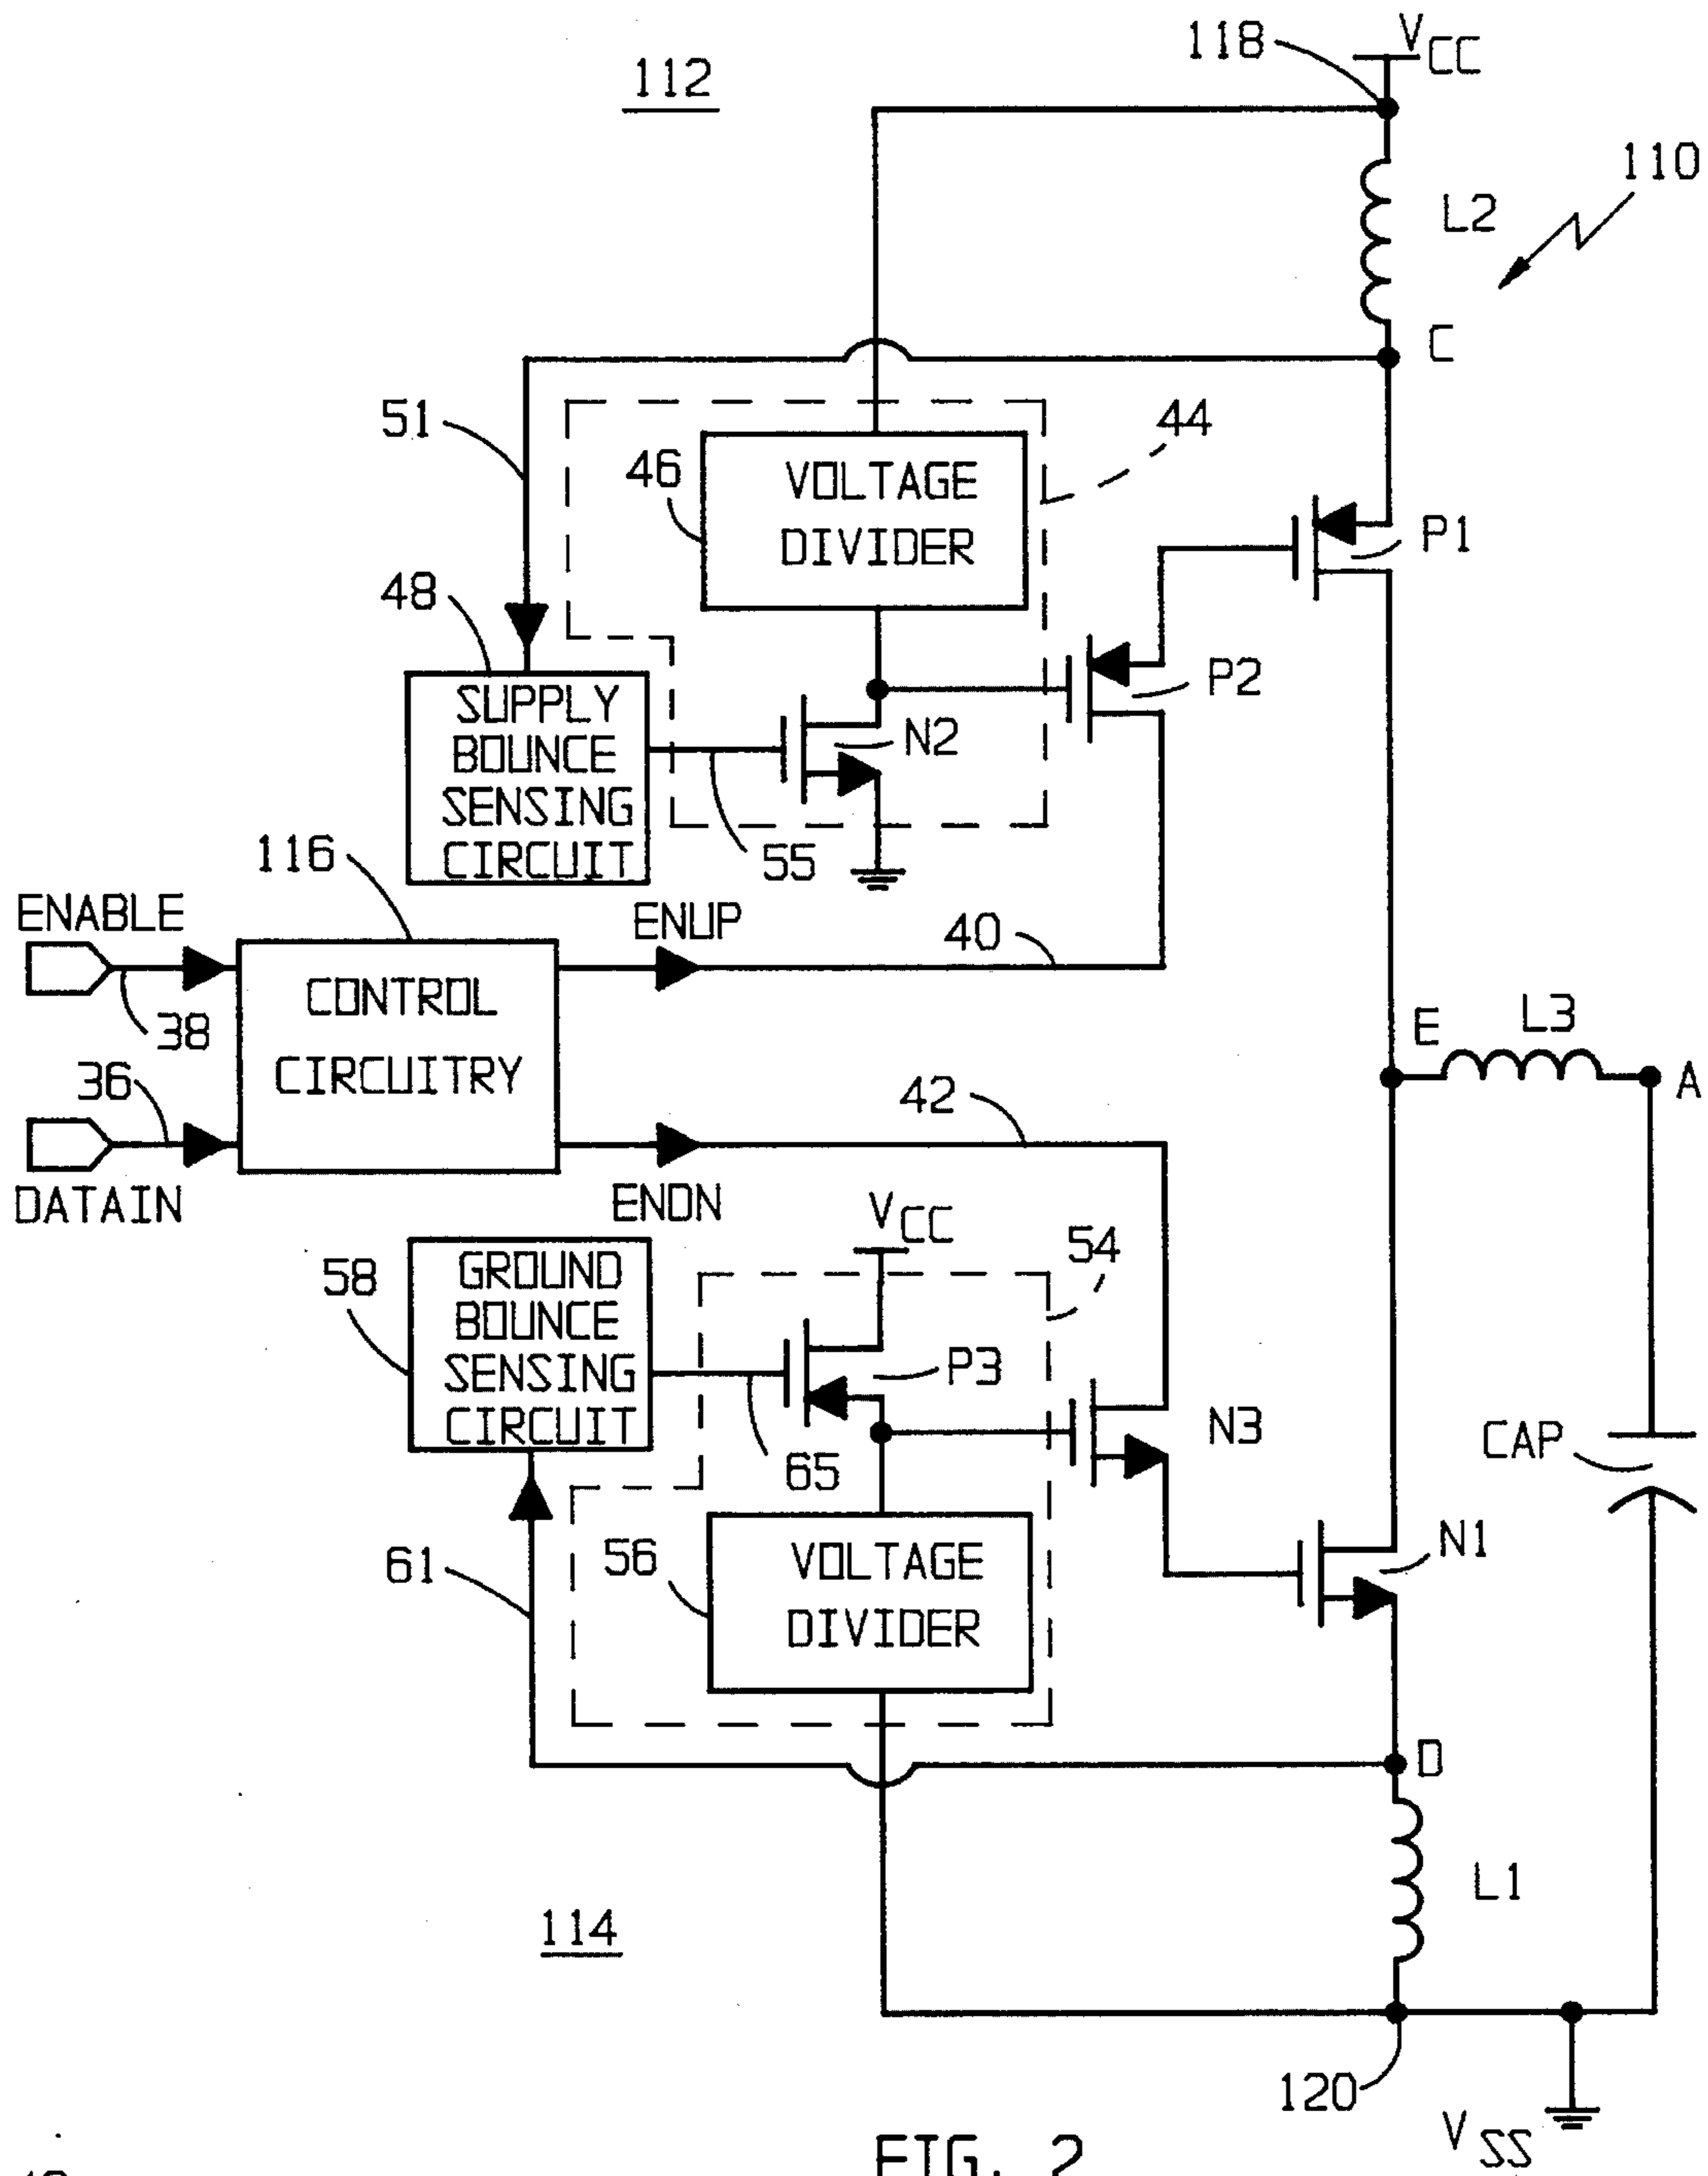 118
VCC
112
110
L2
C
51
44
46
VOLTAGE
DIVIDER
P1
48
SUPPLY
BOUNCE
SENSING
CIRCUIT
P2
N2
55
116
ENABLE
ENUP
40
38
CONTROL
CIRCUITRY
E
L3
A
36
42
DATAIN
ENDN
VCC
54
58
GROUND
BOUNCE
SENSING
CIRCUIT
P3
N3
CAP
65
61
56
VOLTAGE
DIVIDER
N1
D
L1
114
120
VSS
FIG. 2